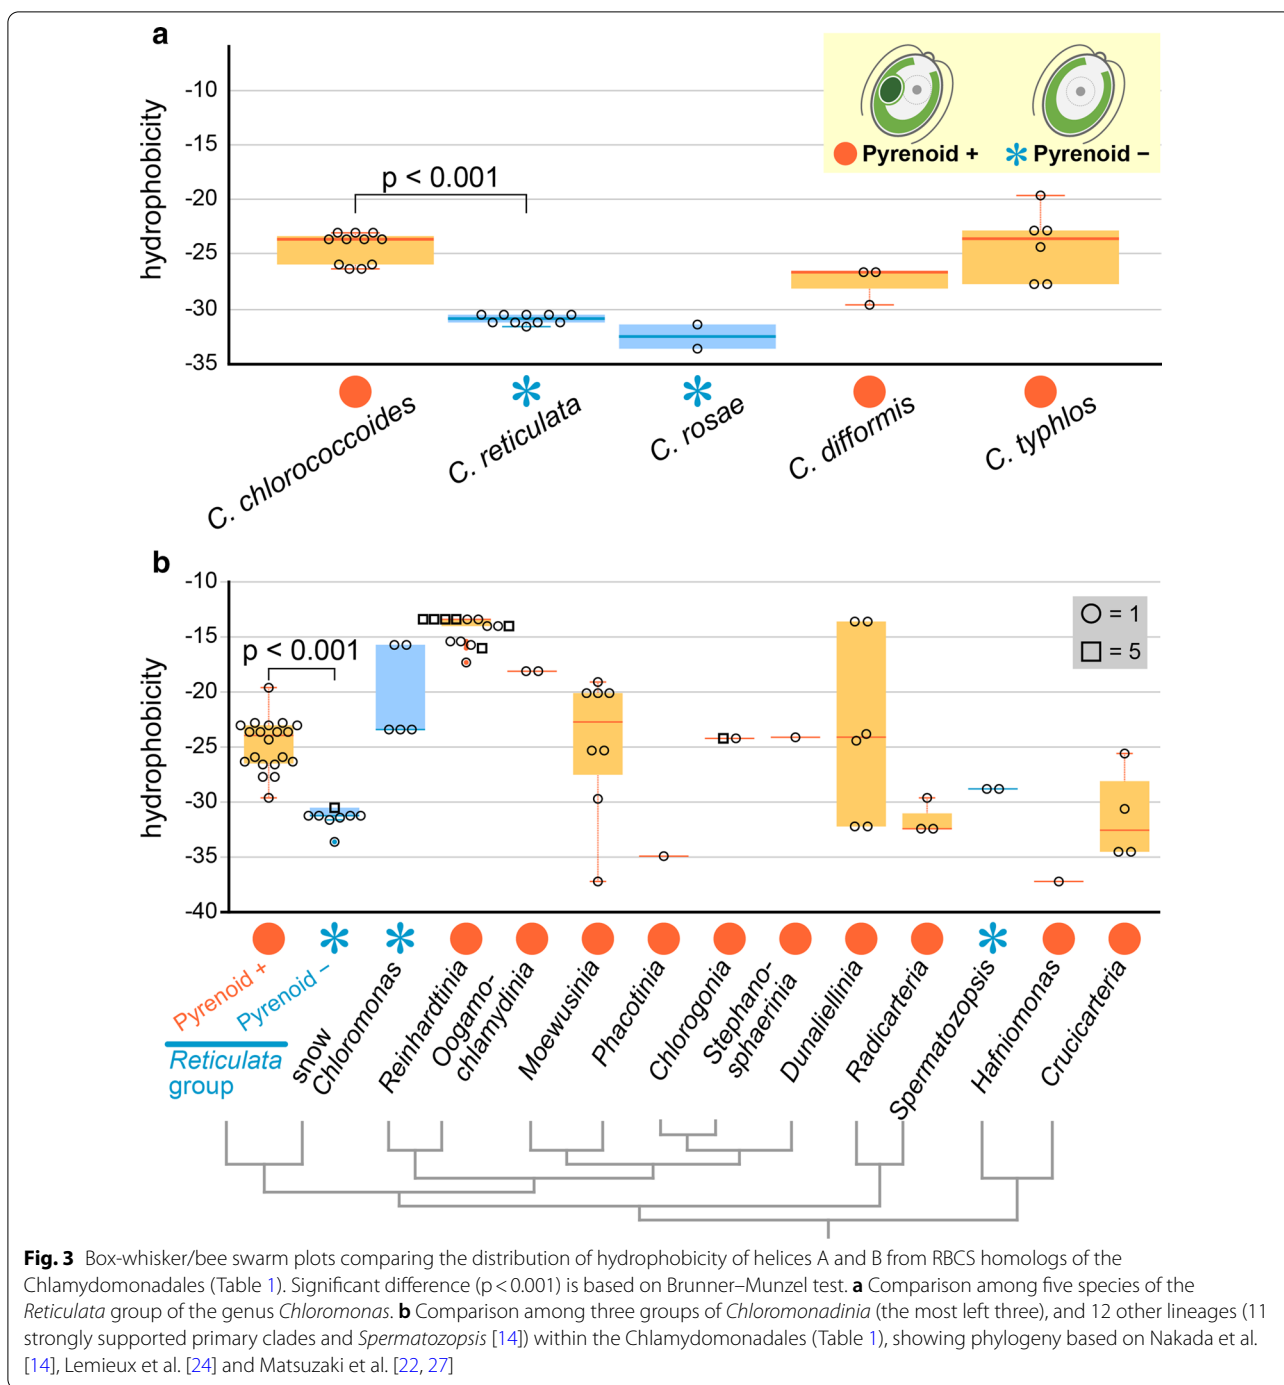 a
hydrophobicity
-10
-15
-20
-25
-30
-35
p < 0.001
Pyrenoid +
Pyrenoid −
C. chlorococcoides
C. reticulata
C. rosae
C. difformis
C. typhlos
b
hydrophobicity
-10
-15
-20
-25
-30
-35
-40
p < 0.001
= 1
= 5
Pyrenoid +
Pyrenoid −
Reticulata
group
snow
Chloromonas
Reinhardtinia
Oogamo-
chlamydinia
Moewusinia
Phacotinia
Chlorogonia
Stephano-
sphaerinia
Dunaliellinia
Radicarteria
Spermatozopsis
Hafniomonas
Crucicarteria
Fig. 3 Box-whisker/bee swarm plots comparing the distribution of hydrophobicity of helices A and B from RBCS homologs of the
Chlamydomonadales (Table 1). Significant difference (p < 0.001) is based on Brunner–Munzel test. a Comparison among five species of the
Reticulata group of the genus Chloromonas. b Comparison among three groups of Chloromonadinia (the most left three), and 12 other lineages (11
strongly supported primary clades and Spermatozopsis [14]) within the Chlamydomonadales (Table 1), showing phylogeny based on Nakada et al.
[14], Lemieux et al. [24] and Matsuzaki et al. [22, 27]